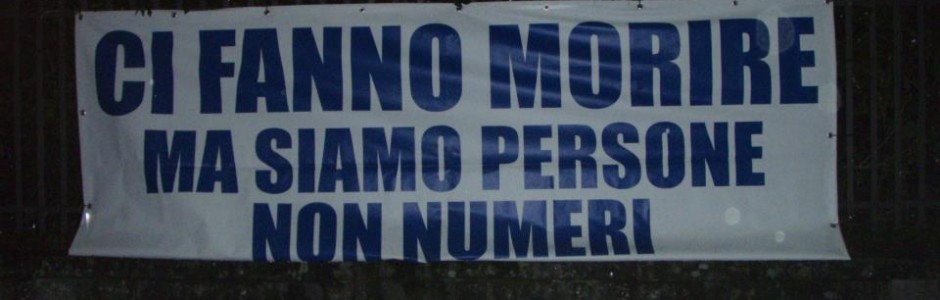 CI FANNO MORIRE
MA SIAMO PERSONE
NON NUMERI